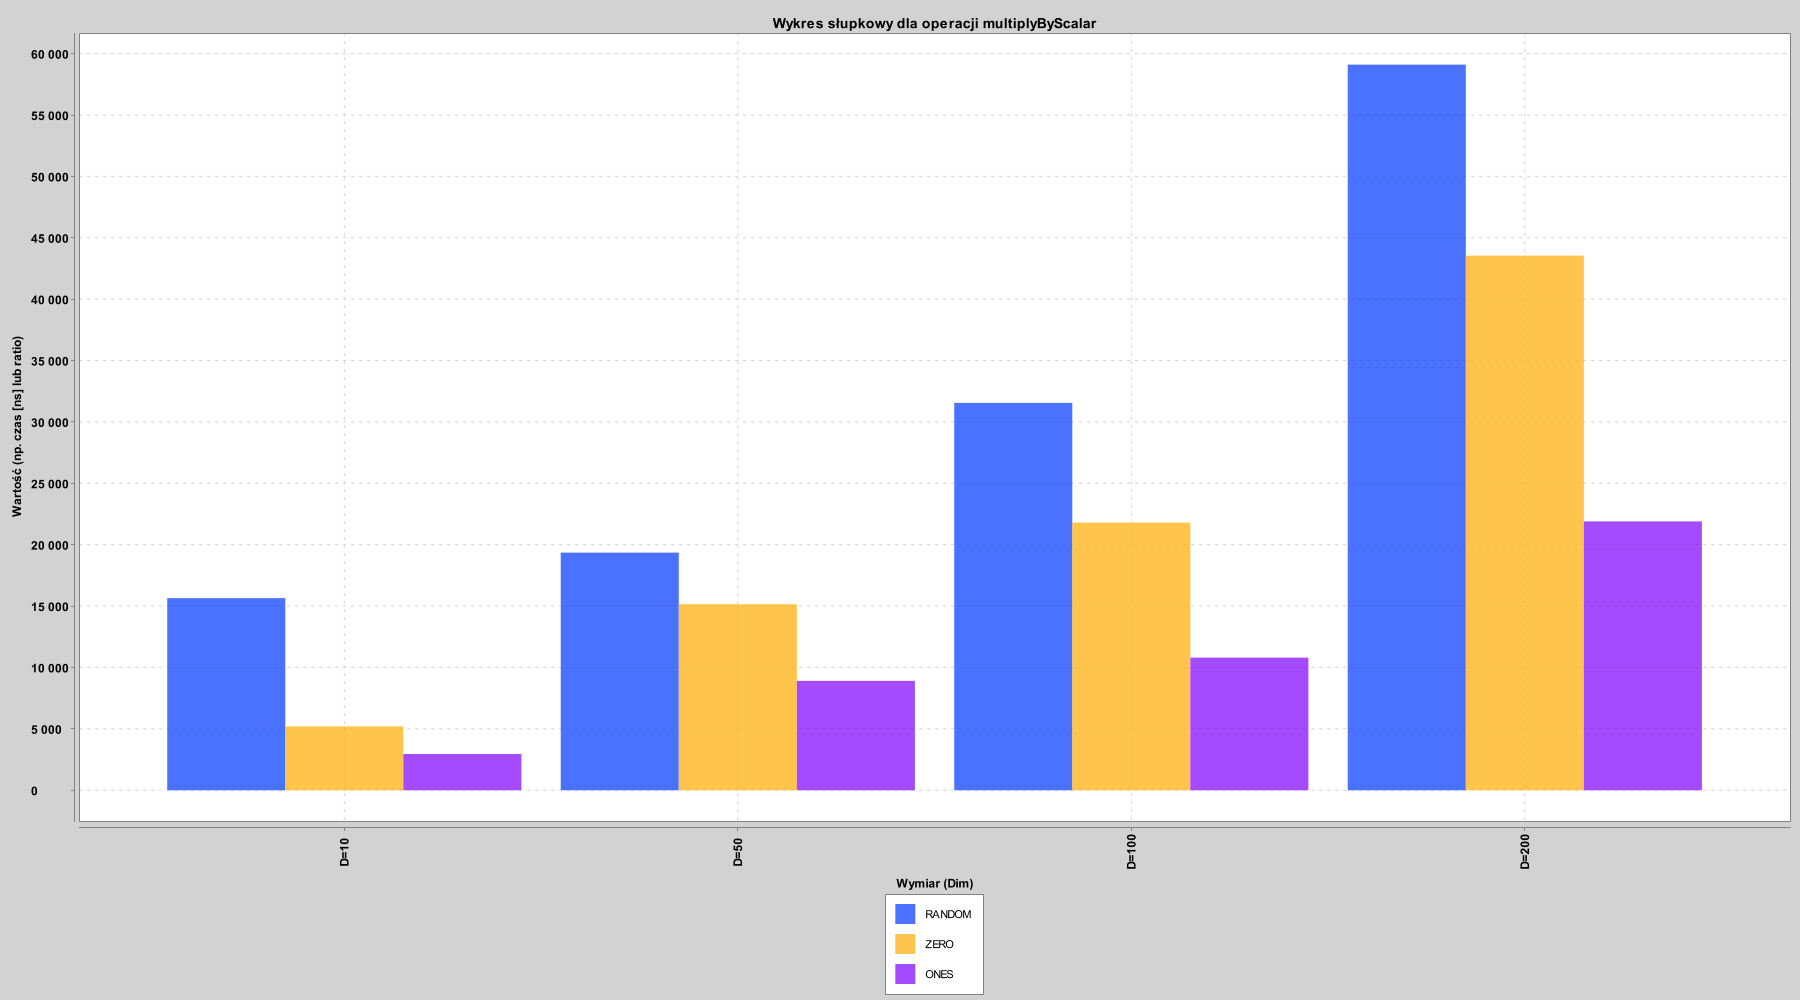 Wykres słupkowy dla operacji multiplyByScalar
60 000
55 000
50 000
45 000
40 000
35 000
30 000
25 000
20 000
15 000
10 000
5 000
0
Wartość (np. czas [ns] lub ratio)
D=10
D=50
D=100
D=200
Wymiar (Dim)
RANDOM
ZERO
ONES